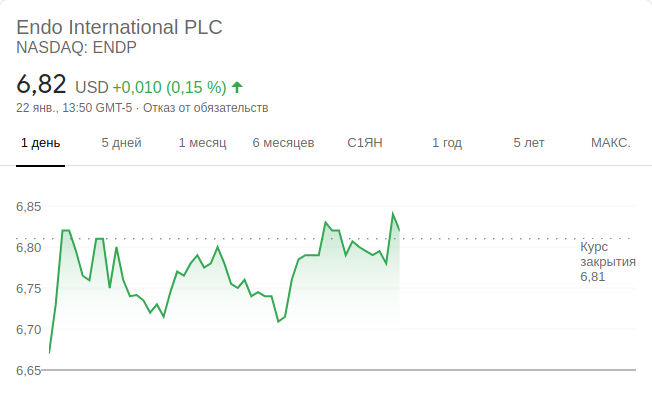 Endo International PLC
NASDAQ: ENDP
6,82 USD +0,010 (0,15 %)
22 янв., 13:50 GMT-5 · Отказ от обязательств
1 день 5 дней 1 месяц 6 месяцев С1ЯН 1 год 5 лет МАКС.
6,85
6,80
6,75
6,70
6,65
Курс
закрытия
6,81